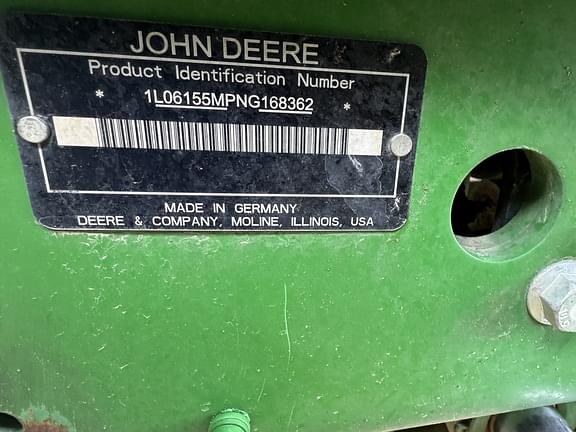 JOHN DEERE
Product Identification Number
* 1L06155MPNG168362 *
MADE IN GERMANY
DEERE & COMPANY, MOLINE, ILLINOIS, USA